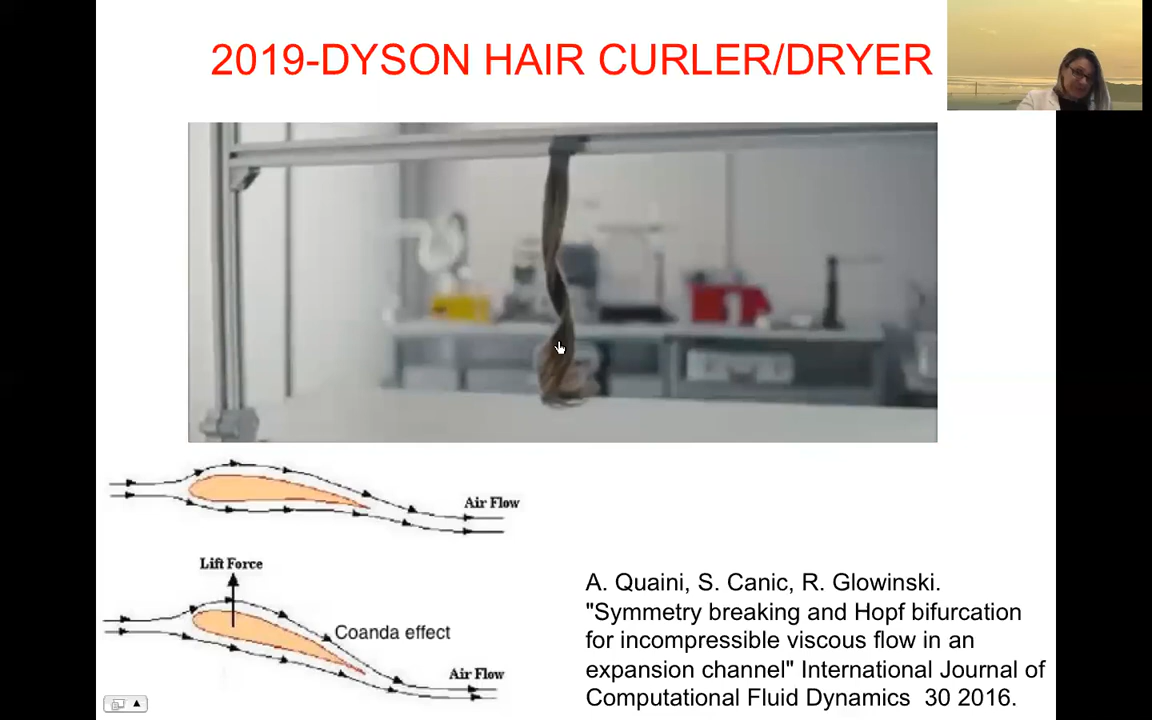 2019-DYSON HAIR CURLER/DRYER
Air Flow
Lift Force
Coanda effect
Air Flow
A. Quaini, S. Canic, R. Glowinski.
"Symmetry breaking and Hopf bifurcation
for incompressible viscous flow in an
expansion channel" International Journal of
Computational Fluid Dynamics 30 2016.